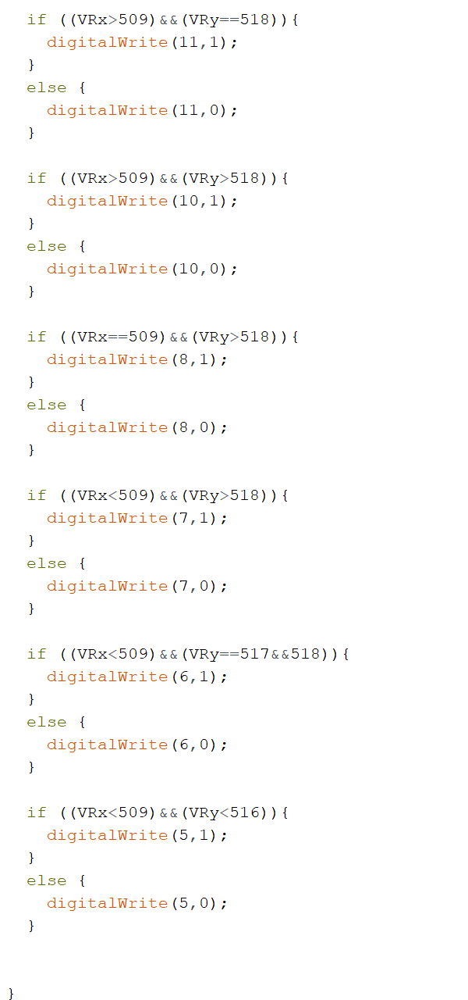 if ((VRx>509)&&(VRy==518)){
digitalWrite(11,1);
}
else {
digitalWrite(11,0);
}
if ((VRx>509)&&(VRy>518)){
digitalWrite(10,1);
}
else {
digitalWrite(10,0);
}
if ((VRx==509)&&(VRy>518)){
digitalWrite(8,1);
}
else {
digitalWrite(8,0);
}
if ((VRx<509)&&(VRy>518)){
digitalWrite(7,1);
}
else {
digitalWrite(7,0);
}
if ((VRx<509)&&(VRy==517&&518)){
digitalWrite(6,1);
}
else {
digitalWrite(6,0);
}
if ((VRx<509)&&(VRy<516)){
digitalWrite(5,1);
}
else {
digitalWrite(5,0);
}
}